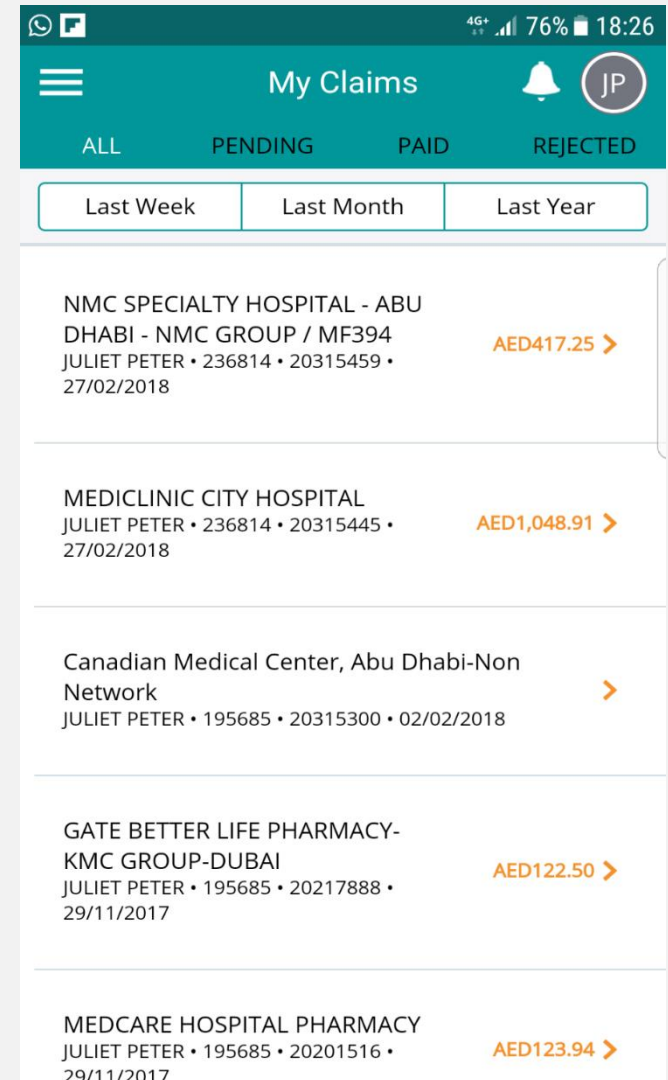 4G+ 76% 18:26
My Claims JP
ALL PENDING PAID REJECTED
Last Week Last Month Last Year
NMC SPECIALTY HOSPITAL - ABU
DHABI - NMC GROUP / MF394
JULIET PETER • 236814 • 20315459 •
27/02/2018
AED417.25
MEDICLINIC CITY HOSPITAL
JULIET PETER • 236814 • 20315445 •
27/02/2018
AED1,048.91
Canadian Medical Center, Abu Dhabi-Non
Network
JULIET PETER • 195685 • 20315300 • 02/02/2018
GATE BETTER LIFE PHARMACY-
KMC GROUP-DUBAI
JULIET PETER • 195685 • 20217888 •
29/11/2017
AED122.50
MEDCARE HOSPITAL PHARMACY
JULIET PETER • 195685 • 20201516 •
29/11/2017
AED123.94